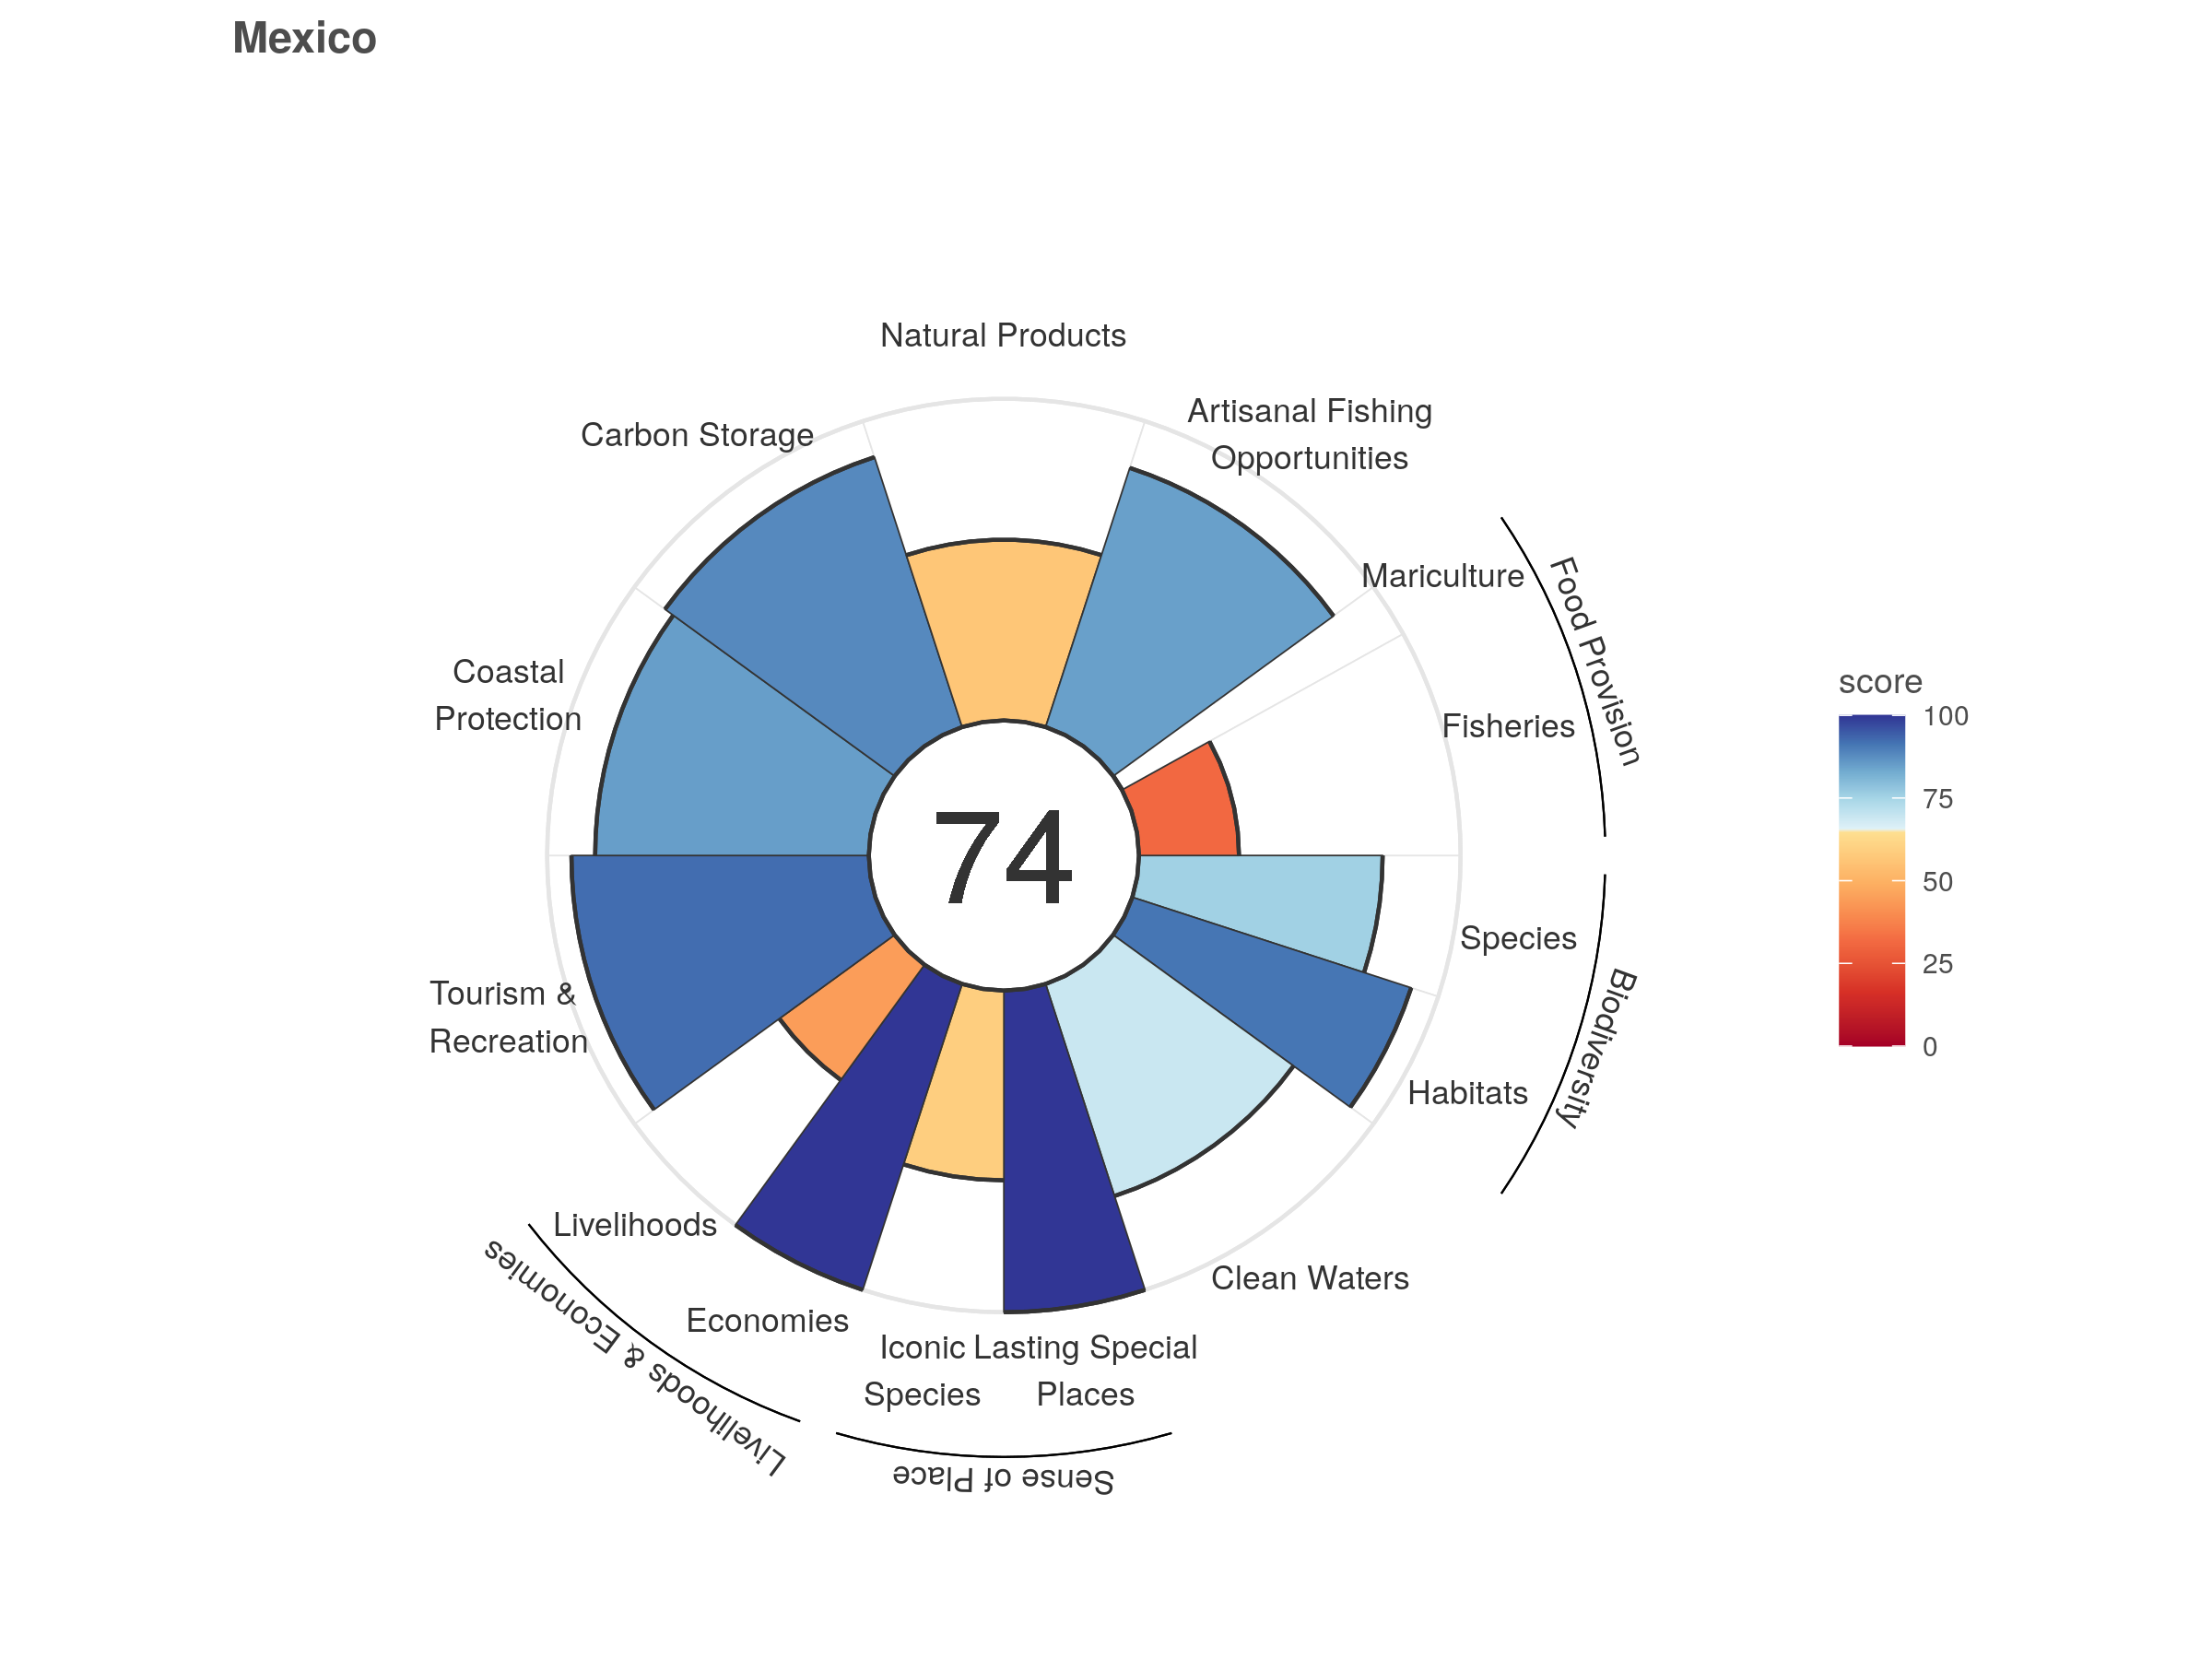 Mexico
Natural Products
Artisanal Fishing
Opportunities
Carbon Storage
Mariculture
Food Provision
Coastal
Protection
Fisheries
score
100
75
50
25
0
74
Species
Biodiversity
Tourism &
Recreation
Habitats
Livelihoods
Livelihoods & Economies
Clean Waters
Economies
Iconic
Species
Lasting Special
Places
Sense of Place